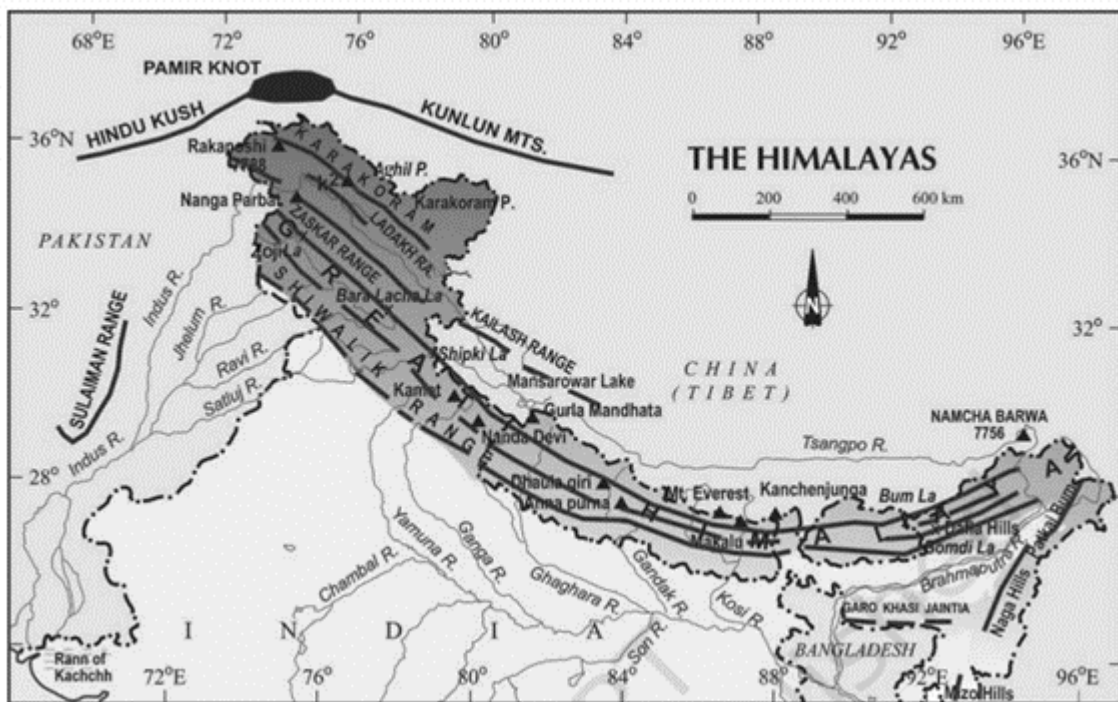 68°E 72°E 76°E 80°E 84°E 88°E 92°E 96°E
PAMIR KNOT
HINDU KUSH
KUNLUN MTS.
36°N
36°N
THE HIMALAYAS
0 200 400 600 km
Rakaposhi
7788
KARAKORAM
K2
Aghil P.
Karakoram P.
Nanga Parbat
LADAKH RA.
ZASKAR RANGE
PAKISTAN
Zoji La
GREAT HIMALAYA
SHIWALIK RANG
Bara Lacha La
N
32°
32°
Indus R.
Jhelum R.
Ravi R.
Satluj R.
SULAIMAN RANGE
KAILASH RANGE
Shipki La
Mansarowar Lake
CHINA
(TIBET)
Kamet
Gurla Mandhata
Nanda Devi
NAMCHA BARWA
7756
Tsangpo R.
Indus R.
28°
28°
Dhaula giri
Anna purna
Mt. Everest
Kanchenjunga
Makalu
Bum La
Dafla Hills
Bomdi La
Patkai Bum
Brahmaputra R.
Yamuna R.
Ganga R.
Chambal R.
Ghaghara R.
Gandak R.
Kosi R.
Son R.
GARO KHASI JAINTIA
Naga Hills
INDIA
BANGLADESH
Rann of
Kachchh
Mizo Hills
72°E 76° 80° 84° 88° 96°E